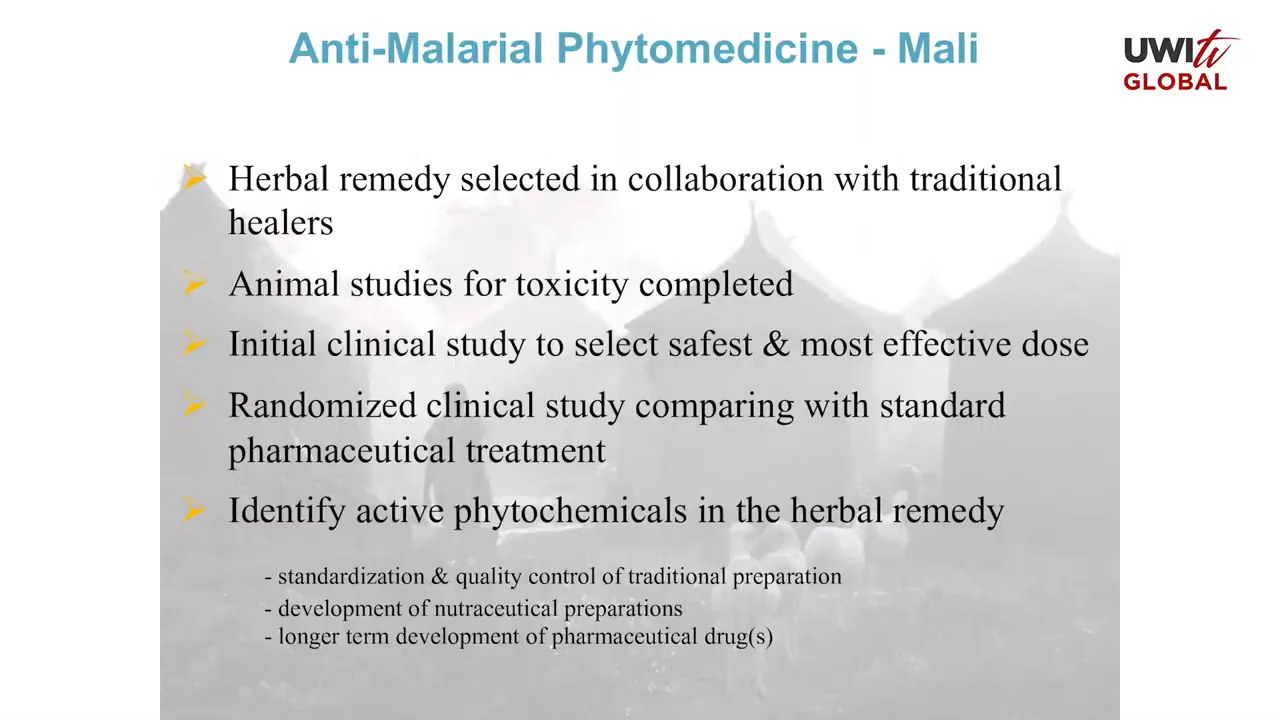 Anti-Malarial Phytomedicine - Mali
UWItv
GLOBAL
Herbal remedy selected in collaboration with traditional
healers
Animal studies for toxicity completed
Initial clinical study to select safest & most effective dose
Randomized clinical study comparing with standard
pharmaceutical treatment
Identify active phytochemicals in the herbal remedy
- standardization & quality control of traditional preparation
- development of nutraceutical preparations
- longer term development of pharmaceutical drug(s)